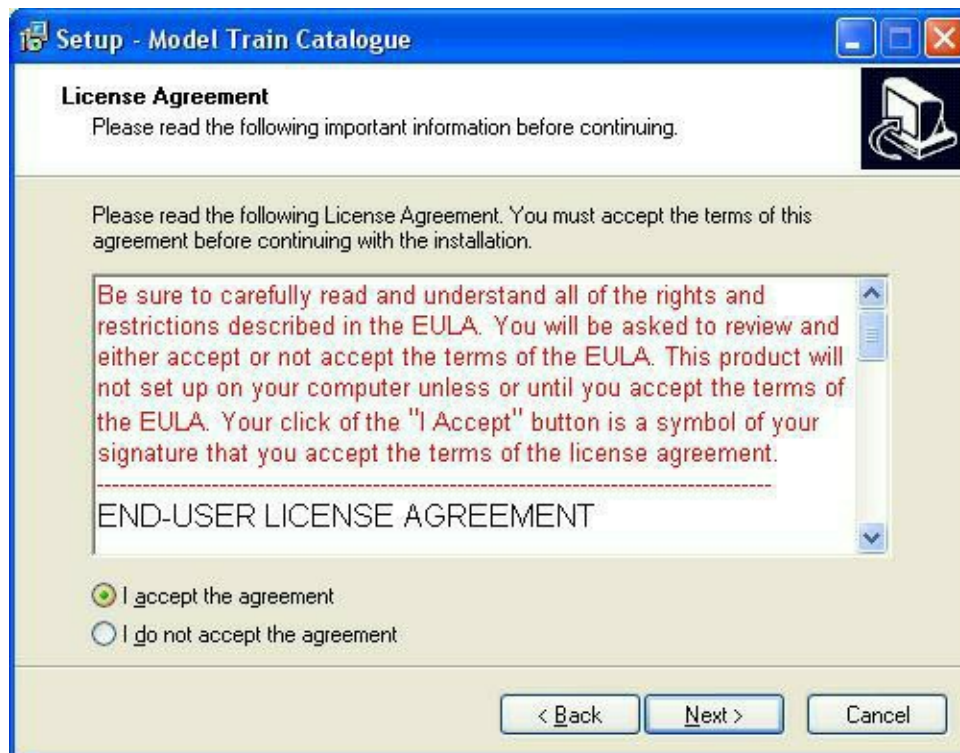 Setup - Model Train Catalogue
License Agreement
Please read the following important information before continuing.
Please read the following License Agreement. You must accept the terms of this
agreement before continuing with the installation.
Be sure to carefully read and understand all of the rights and
restrictions described in the EULA. You will be asked to review and
either accept or not accept the terms of the EULA. This product will
not set up on your computer unless or until you accept the terms of
the EULA. Your click of the "I Accept" button is a symbol of your
signature that you accept the terms of the license agreement.
--------------------------------------------------------------------------------
END-USER LICENSE AGREEMENT
I accept the agreement
I do not accept the agreement
< Back
Next >
Cancel